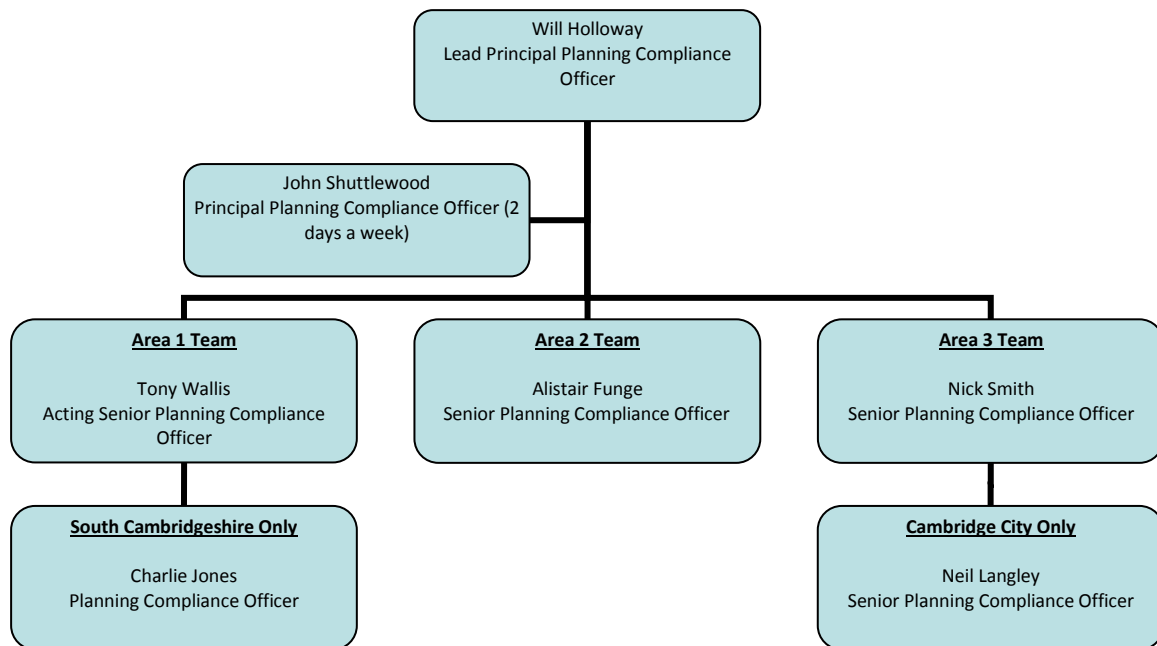 Will Holloway
Lead Principal Planning Compliance
Officer
John Shuttlewood
Principal Planning Compliance Officer (2
days a week)
Area 1 Team
Tony Wallis
Acting Senior Planning Compliance
Officer
Area 2 Team
Alistair Funge
Senior Planning Compliance Officer
Area 3 Team
Nick Smith
Senior Planning Compliance Officer
South Cambridgeshire Only
Charlie Jones
Planning Compliance Officer
Cambridge City Only
Neil Langley
Senior Planning Compliance Officer